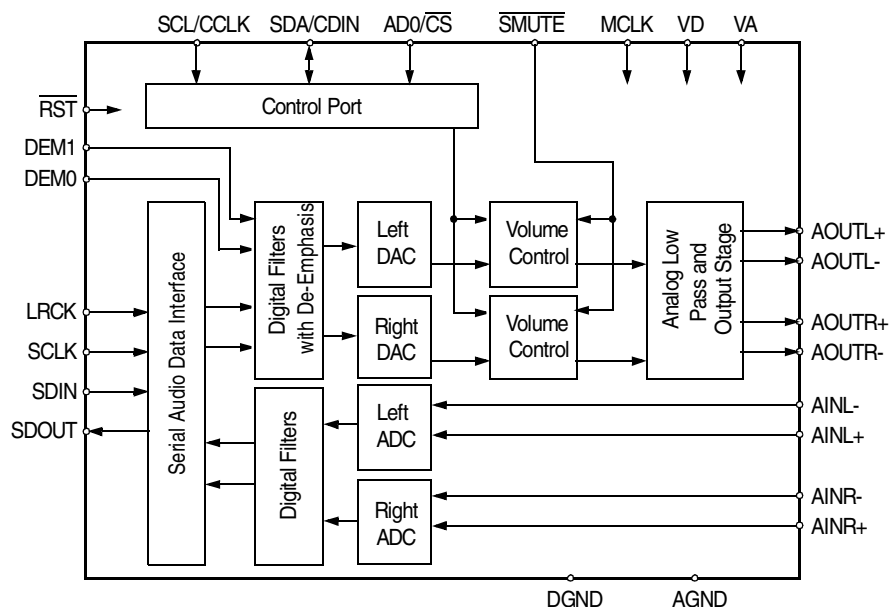 SCL/CCLK SDA/CDIN AD0/CS SMUTE MCLK VD VA
RST
Control Port
DEM1
DEM0
LRCK
SCLK
SDIN
SDOUT
Serial Audio Data Interface
Digital Filters
with De-Emphasis
Left
DAC
Right
DAC
Volume
Control
Volume
Control
Analog Low
Pass and
Output Stage
AOUTL+
AOUTL-
AOUTR+
AOUTR-
Digital Filters
Left
ADC
Right
ADC
AINL-
AINL+
AINR-
AINR+
DGND AGND